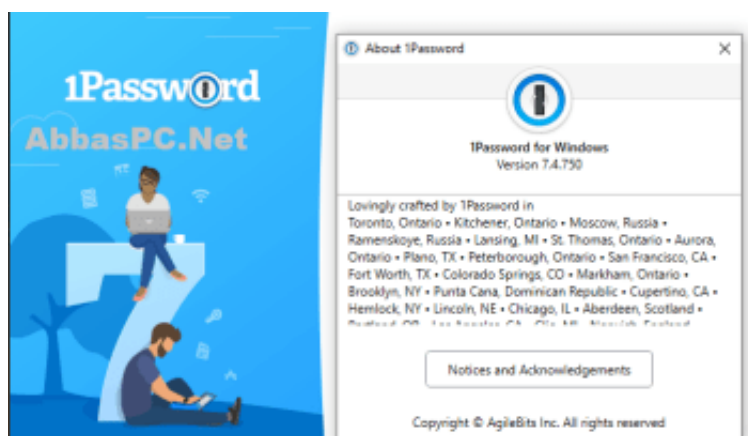 1Password
AbbasPC.Net
7
About 1Password
1Password for Windows
Version 7.4.750
Lovingly crafted by 1Password in
Toronto, Ontario • Kitchener, Ontario • Moscow, Russia •
Ramenskoye, Russia • Lansing, MI • St. Thomas, Ontario • Aurora,
Ontario • Plano, TX • Peterborough, Ontario • San Francisco, CA •
Fort Worth, TX • Colorado Springs, CO • Markham, Ontario •
Brooklyn, NY • Punta Cana, Dominican Republic • Cupertino, CA •
Hemlock, NY • Lincoln, NE • Chicago, IL • Aberdeen, Scotland •
Notices and Acknowledgements
Copyright © AgileBits Inc. All rights reserved